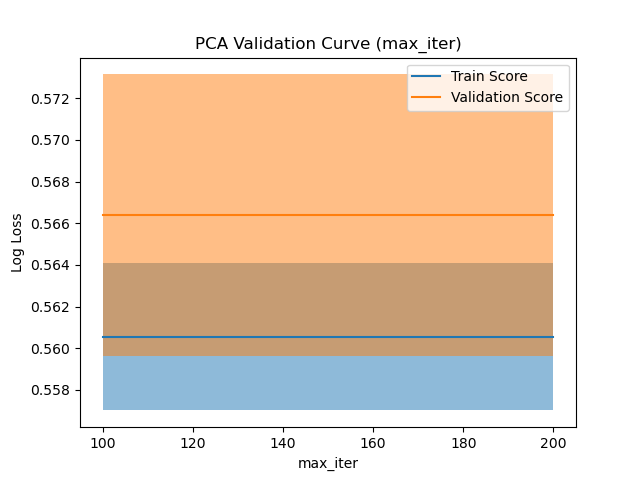 PCA Validation Curve (max_iter)
Train Score
Validation Score
0.572
0.570
0.568
0.566
0.564
0.562
0.560
0.558
Log Loss
100 120 140 160 180 200
max_iter